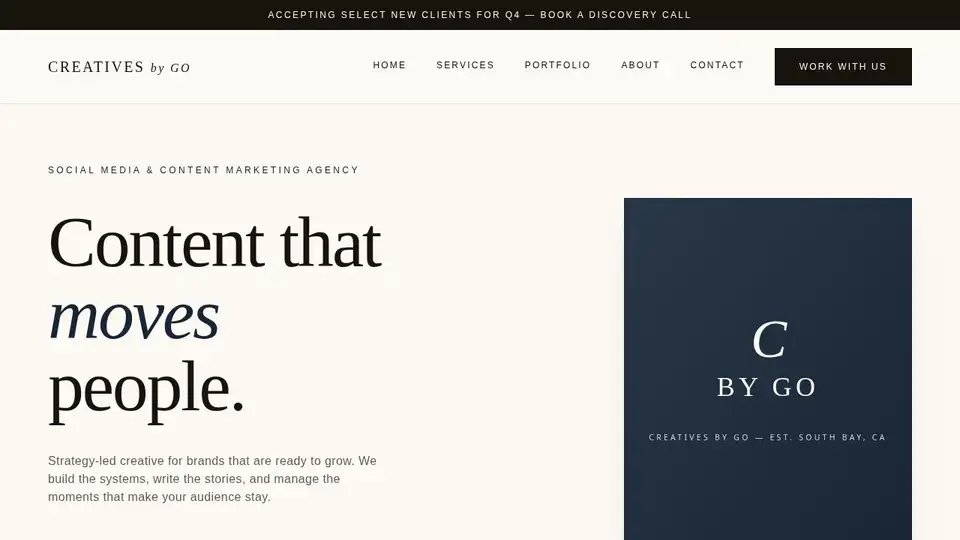 ACCEPTING SELECT NEW CLIENTS FOR Q4 — BOOK A DISCOVERY CALL
CREATIVES by GO
HOME SERVICES PORTFOLIO ABOUT CONTACT WORK WITH US
SOCIAL MEDIA & CONTENT MARKETING AGENCY
Content that
moves
people.
Strategy-led creative for brands that are ready to grow. We
build the systems, write the stories, and manage the
moments that make your audience stay.
C
BY GO
CREATIVES BY GO — EST. SOUTH BAY, CA